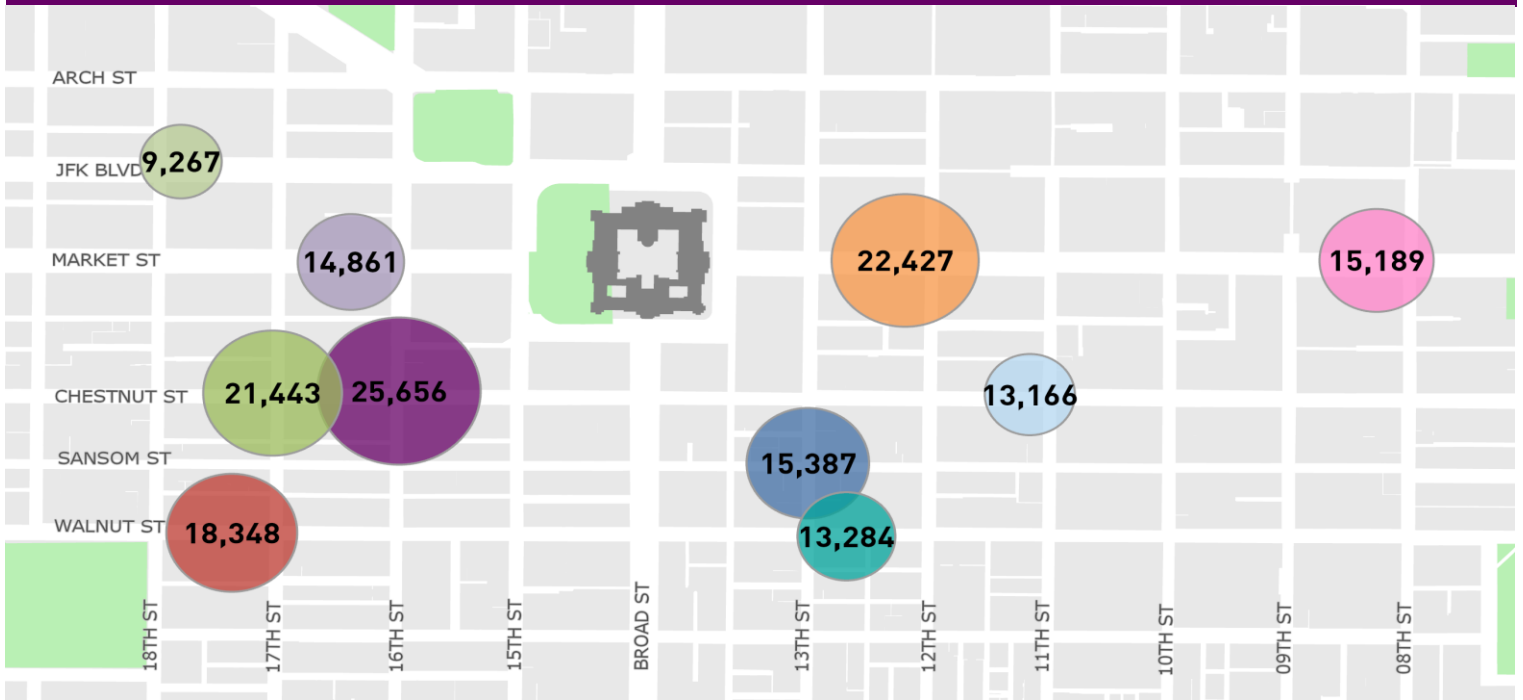 ARCH ST
9,267
JFK BLVD
MARKET ST
14,861
22,427
15,189
CHESTNUT ST
21,443
25,656
13,166
SANSOM ST
15,387
WALNUT ST
18,348
13,284
18TH ST
17TH ST
16TH ST
15TH ST
BROAD ST
13TH ST
12TH ST
11TH ST
10TH ST
09TH ST
08TH ST